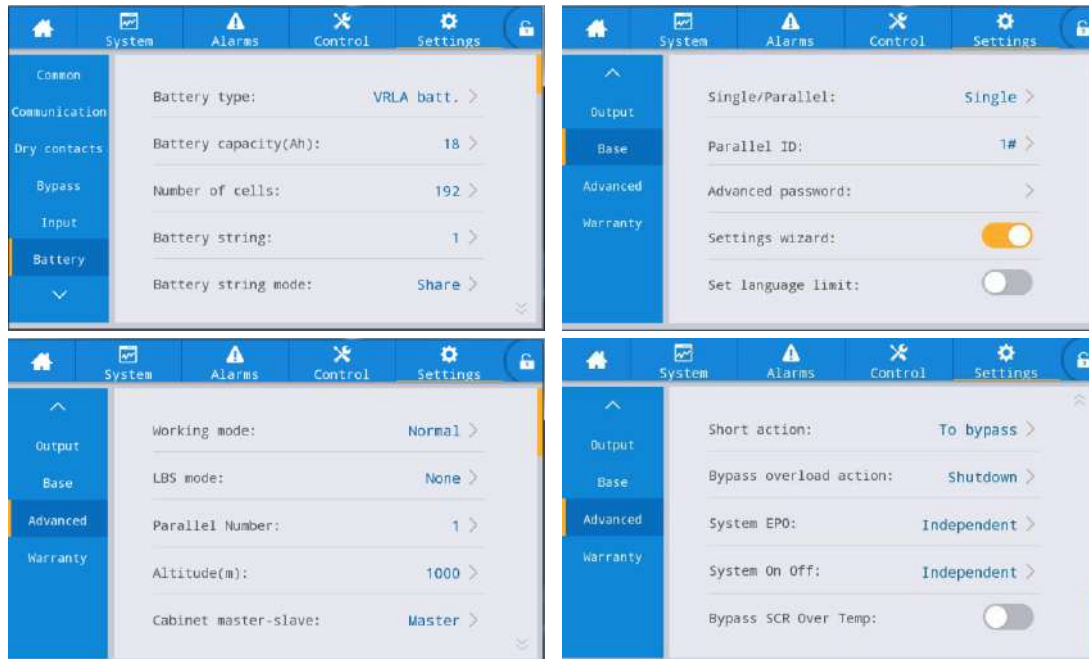 System Alarms Control Settings
Common
Communication
Dry contacts
Bypass
Input
Battery
Battery type: VRLA batt.
Battery capacity(Ah): 18
Number of cells: 192
Battery string: 1
Battery string mode: Share
System Alarms Control Settings
Output
Base
Advanced
Warranty
Single/Parallel: Single
Parallel ID: 1#
Advanced password:
Settings wizard:
Set language limit:
System Alarms Control Settings
Output
Base
Advanced
Warranty
Working mode: Normal
LBS mode: None
Parallel Number: 1
Altitude(m): 1000
Cabinet master-slave: Master
System Alarms Control Settings
Output
Base
Advanced
Warranty
Short action: To bypass
Bypass overload action: Shutdown
System EPO: Independent
System On Off: Independent
Bypass SCR Over Temp: